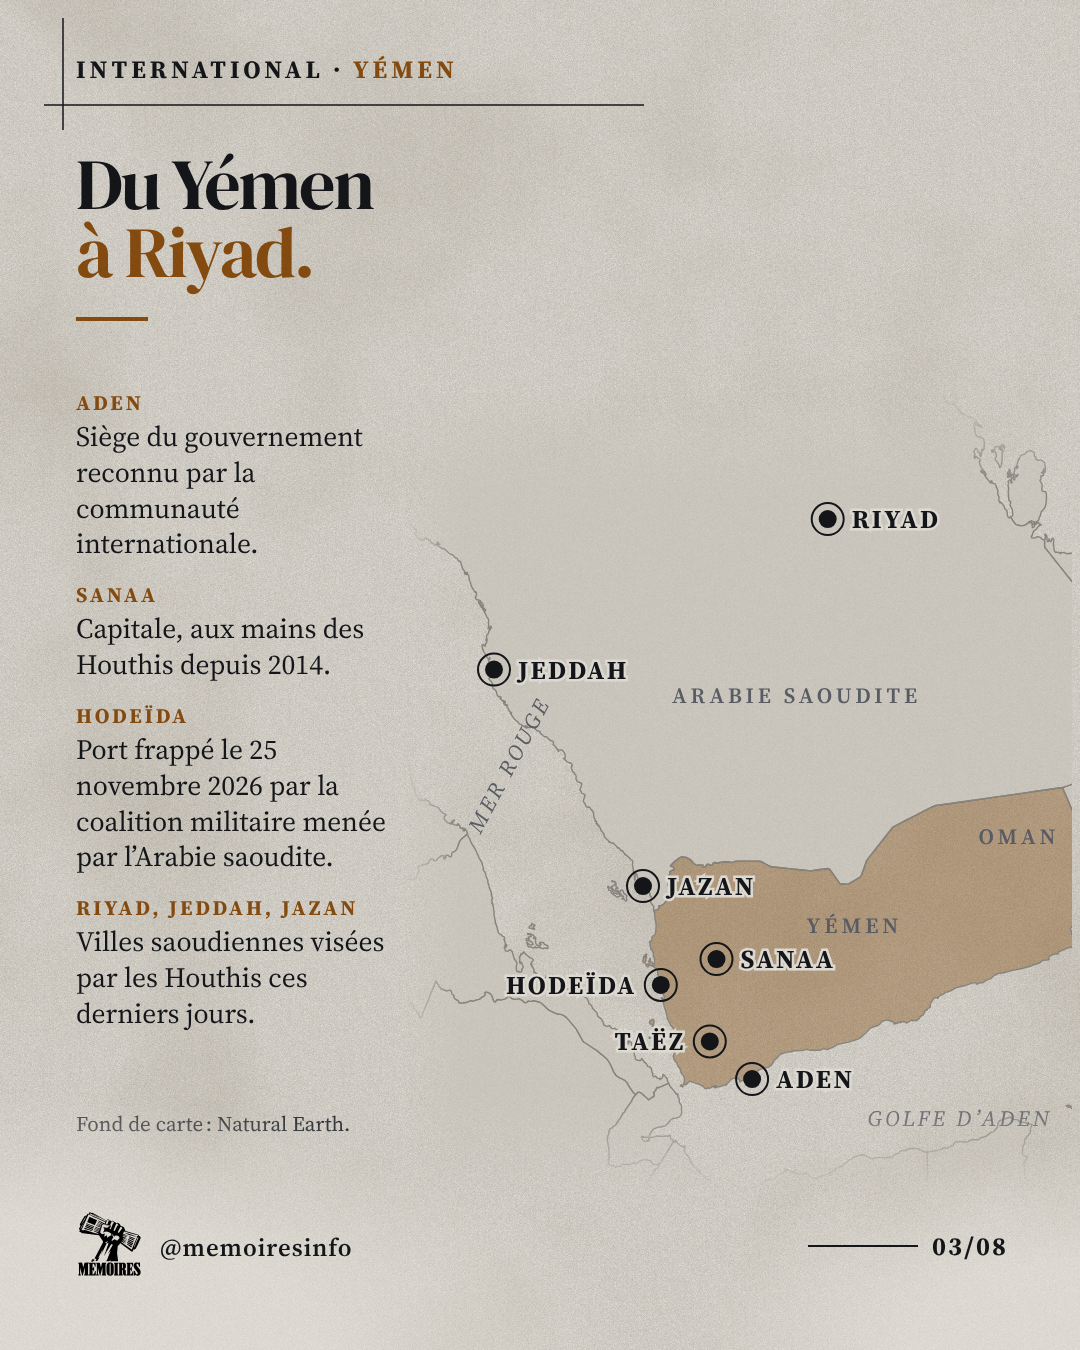 INTERNATIONAL · YÉMEN
Du Yémen
à Riyad.
ADEN
Siège du gouvernement
reconnu par la
communauté
internationale.
SANAA
Capitale, aux mains des
Houthis depuis 2014.
HODEÏDA
Port frappé le 25
novembre 2026 par la
coalition militaire menée
par l’Arabie saoudite.
RIYAD, JEDDAH, JAZAN
Villes saoudiennes visées
par les Houthis ces
derniers jours.
RIYAD
JEDDAH
ARABIE SAOUDITE
MER ROUGE
OMAN
JAZAN
YÉMEN
SANAA
HODEÏDA
TAËZ
ADEN
GOLFE D’ADEN
Fond de carte : Natural Earth.
MÉMOIRES
@memoiresinfo
03/08